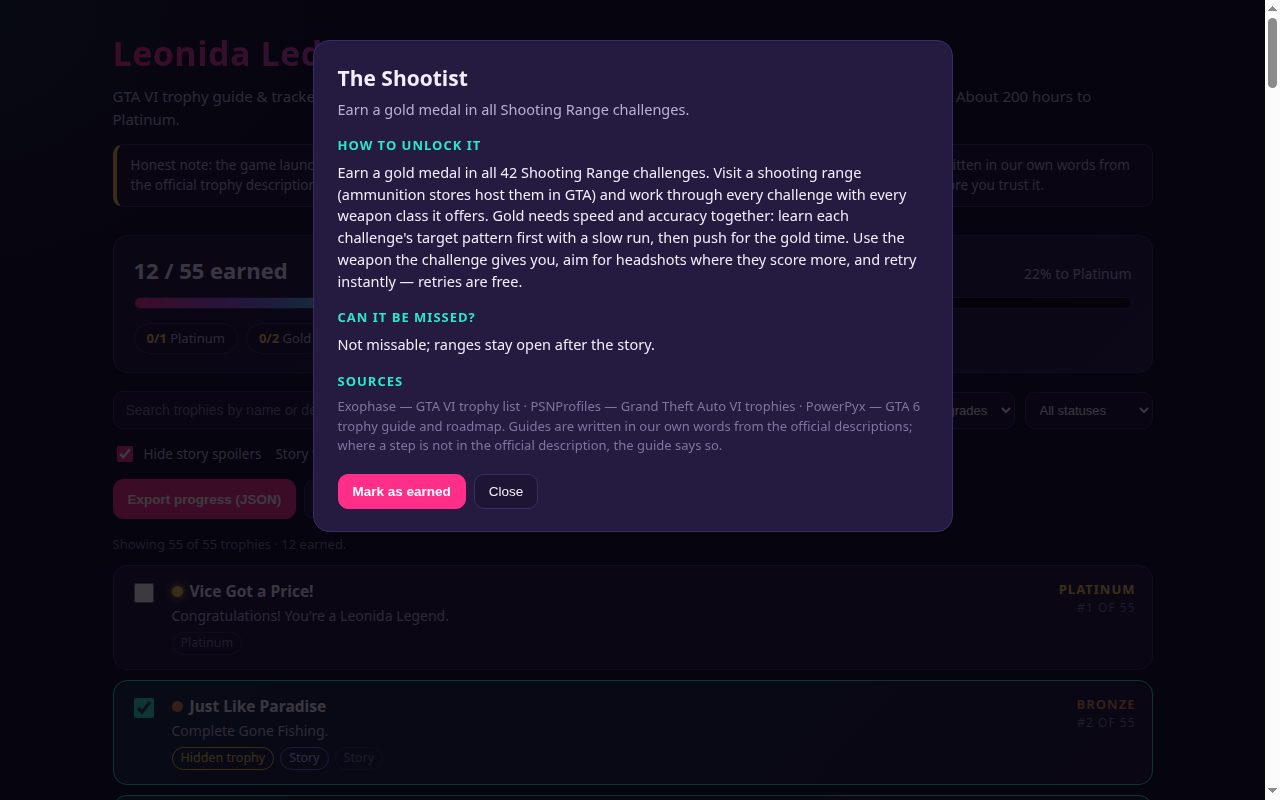 Leonida Led
GTA VI trophy guide & tracke
About 200 hours to
Platinum.
Honest note: the game launc
itten in our own words from
the official trophy description
ore you trust it.
The Shootist
Earn a gold medal in all Shooting Range challenges.
HOW TO UNLOCK IT
Earn a gold medal in all 42 Shooting Range challenges. Visit a shooting range
(ammunition stores host them in GTA) and work through every challenge with every
weapon class it offers. Gold needs speed and accuracy together: learn each
challenge's target pattern first with a slow run, then push for the gold time. Use the
weapon the challenge gives you, aim for headshots where they score more, and retry
instantly — retries are free.
CAN IT BE MISSED?
Not missable; ranges stay open after the story.
SOURCES
Exophase — GTA VI trophy list · PSNProfiles — Grand Theft Auto VI trophies · PowerPyx — GTA 6
trophy guide and roadmap. Guides are written in our own words from the official descriptions;
where a step is not in the official description, the guide says so.
Mark as earned Close
12 / 55 earned
22% to Platinum
0/1 Platinum 0/2 Gold
Search trophies by name or de
grades All statuses
Hide story spoilers Story
Export progress (JSON)
Showing 55 of 55 trophies · 12 earned.
Vice Got a Price! PLATINUM
Congratulations! You're a Leonida Legend. #1 OF 55
Platinum
Just Like Paradise BRONZE
Complete Gone Fishing. #2 OF 55
Hidden trophy Story Story